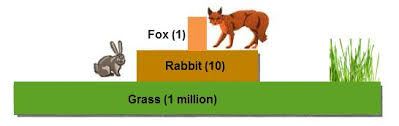 Fox (1)
Rabbit (10)
Grass (1 million)